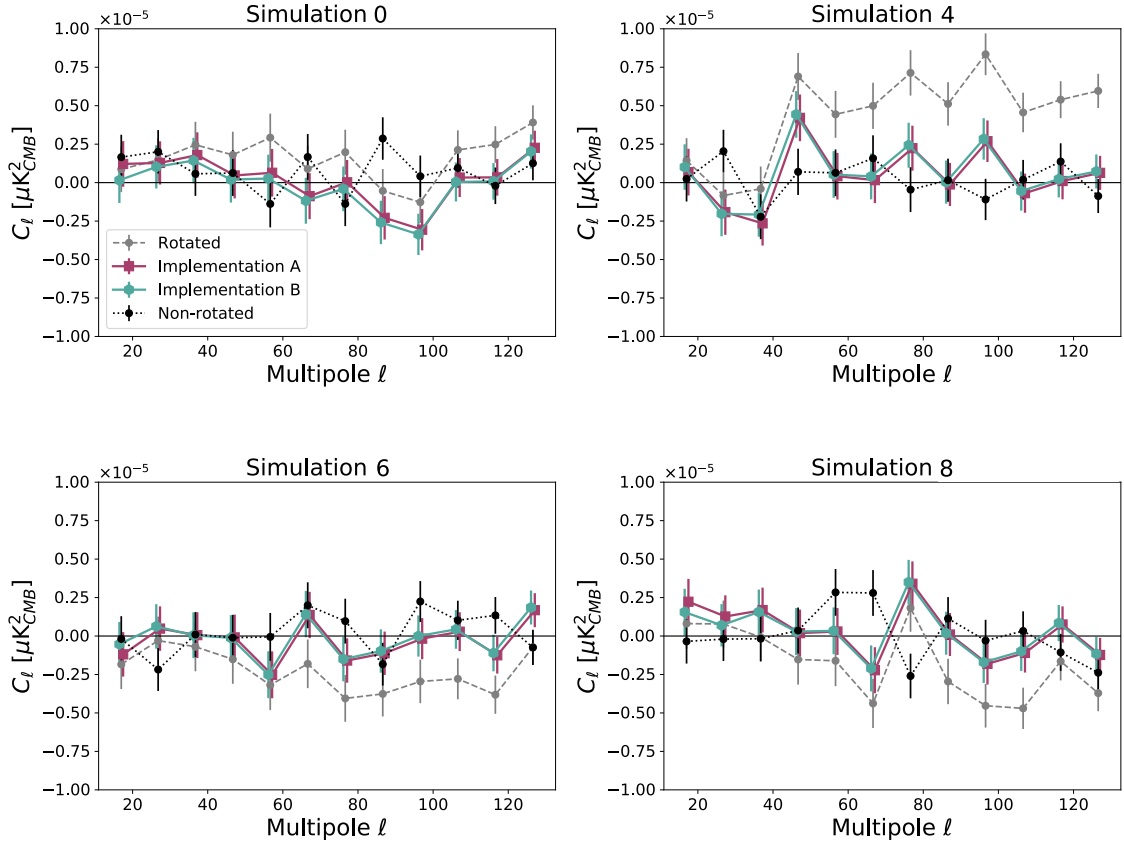 Simulation 0
×10⁻⁵
1.00
0.75
0.50
0.25
0.00
−0.25
−0.50
−0.75
−1.00
C_ℓ [μK²_CMB]
Rotated
Implementation A
Implementation B
Non-rotated
20 40 60 80 100 120
Multipole ℓ
Simulation 4
×10⁻⁵
1.00
0.75
0.50
0.25
0.00
−0.25
−0.50
−0.75
−1.00
C_ℓ [μK²_CMB]
20 40 60 80 100 120
Multipole ℓ
Simulation 6
×10⁻⁵
1.00
0.75
0.50
0.25
0.00
−0.25
−0.50
−0.75
−1.00
C_ℓ [μK²_CMB]
20 40 60 80 100 120
Multipole ℓ
Simulation 8
×10⁻⁵
1.00
0.75
0.50
0.25
0.00
−0.25
−0.50
−0.75
−1.00
C_ℓ [μK²_CMB]
20 40 60 80 100 120
Multipole ℓ